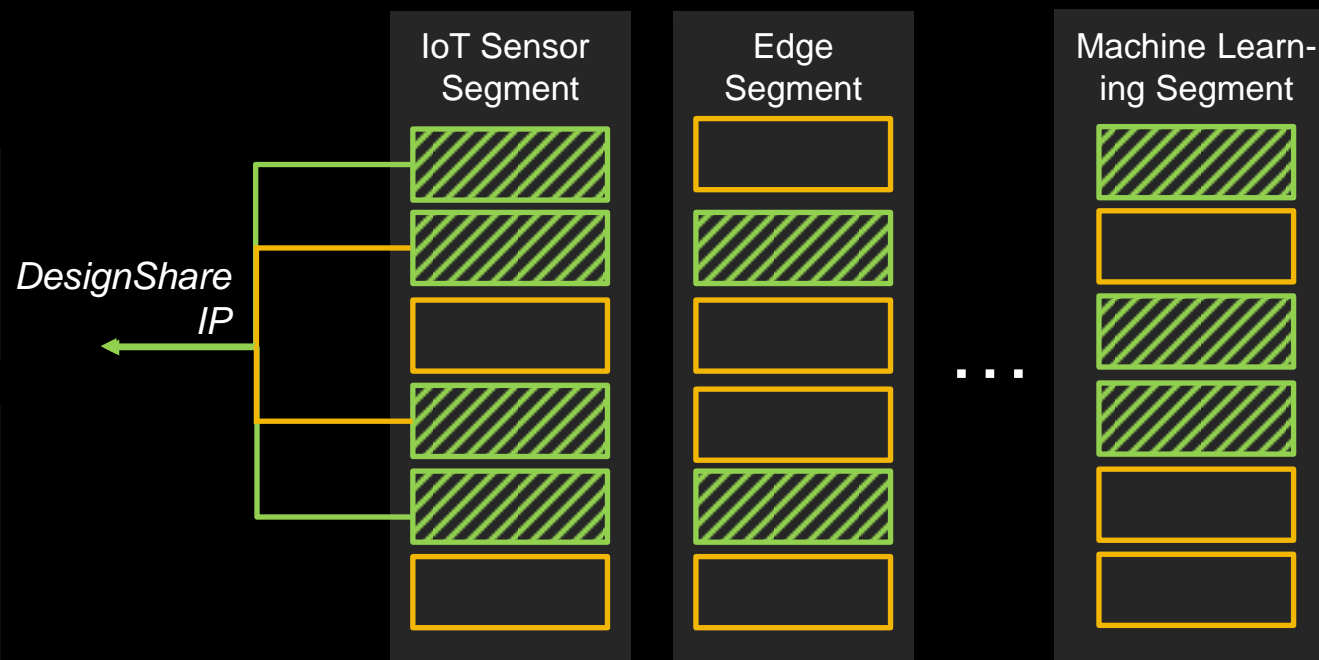 IoT Sensor
Segment
Edge
Segment
Machine Learn-
ing Segment
DesignShare
IP
...